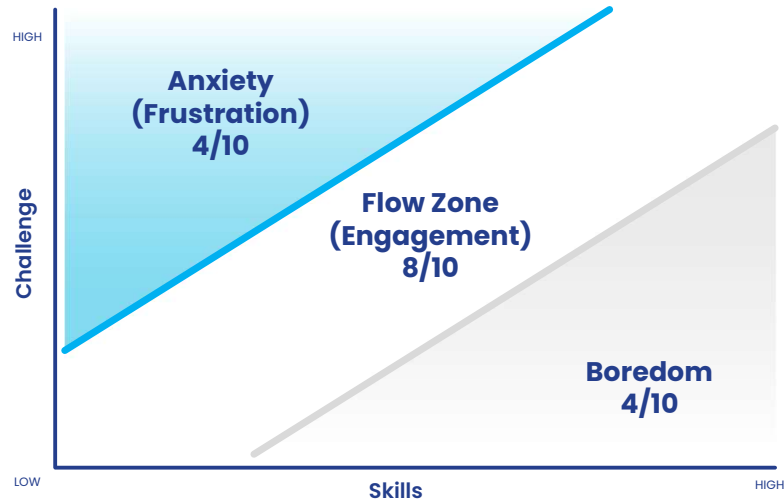 HIGH
Anxiety
(Frustration)
4/10
Flow Zone
(Engagement)
8/10
Challenge
Boredom
4/10
LOW
Skills
HIGH